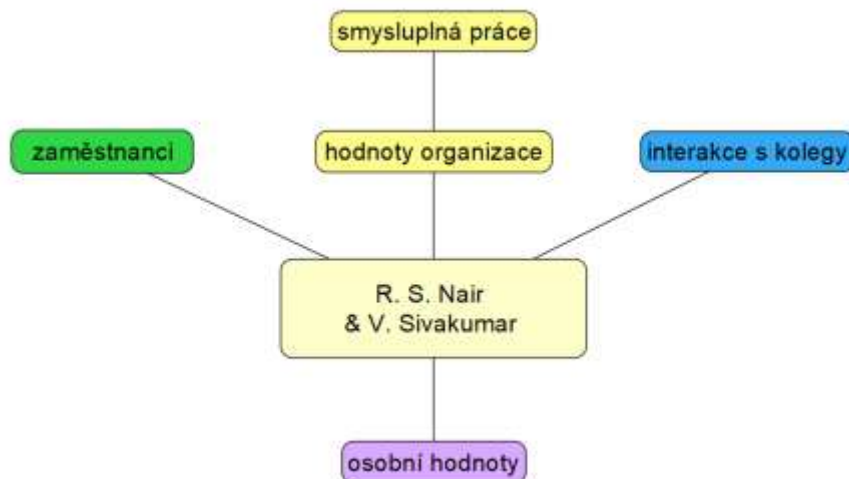 smysluplná práce
zaměstnanci
hodnoty organizace
interakce s kolegy
R. S. Nair
& V. Sivakumar
osobní hodnoty